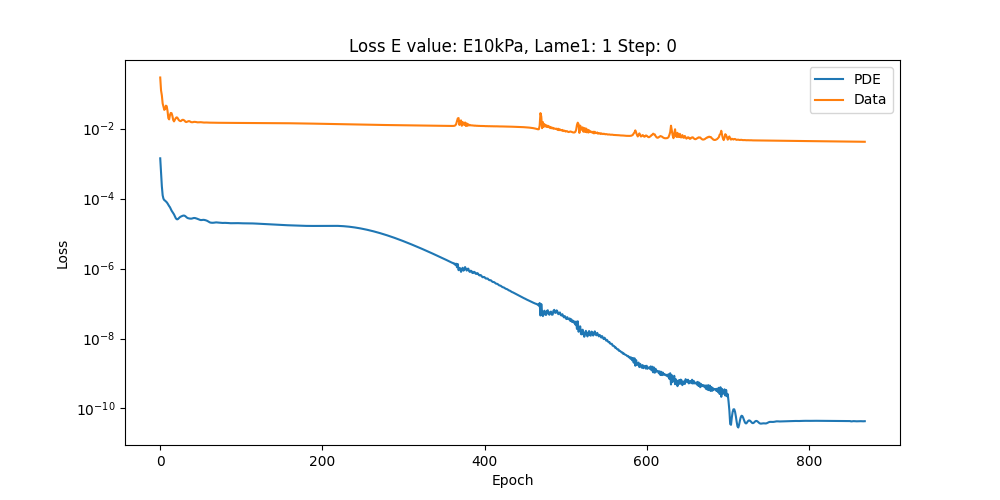 Loss E value: E10kPa, Lame1: 1 Step: 0
PDE
Data
Loss
10⁻²
10⁻⁴
10⁻⁶
10⁻⁸
10⁻¹⁰
0 200 400 600 800
Epoch